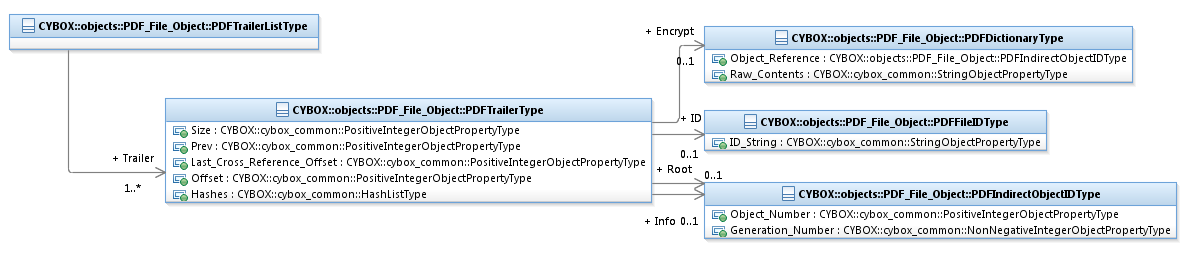 CYBOX::objects::PDF_File_Object::PDFTrailerListType
+ Encrypt
0..1
CYBOX::objects::PDF_File_Object::PDFDictionaryType
Object_Reference : CYBOX::objects::PDF_File_Object::PDFIndirectObjectIDType
Raw_Contents : CYBOX::cybox_common::StringObjectPropertyType
CYBOX::objects::PDF_File_Object::PDFTrailerType
Size : CYBOX::cybox_common::PositiveIntegerObjectPropertyType
Prev : CYBOX::cybox_common::PositiveIntegerObjectPropertyType
Last_Cross_Reference_Offset : CYBOX::cybox_common::PositiveIntegerObjectPropertyType
Offset : CYBOX::cybox_common::PositiveIntegerObjectPropertyType
Hashes : CYBOX::cybox_common::HashListType
+ Trailer
1..*
+ ID
0..1
CYBOX::objects::PDF_File_Object::PDFFileIDType
ID_String : CYBOX::cybox_common::StringObjectPropertyType
+ Root
0..1
+ Info 0..1
CYBOX::objects::PDF_File_Object::PDFIndirectObjectIDType
Object_Number : CYBOX::cybox_common::PositiveIntegerObjectPropertyType
Generation_Number : CYBOX::cybox_common::NonNegativeIntegerObjectPropertyType